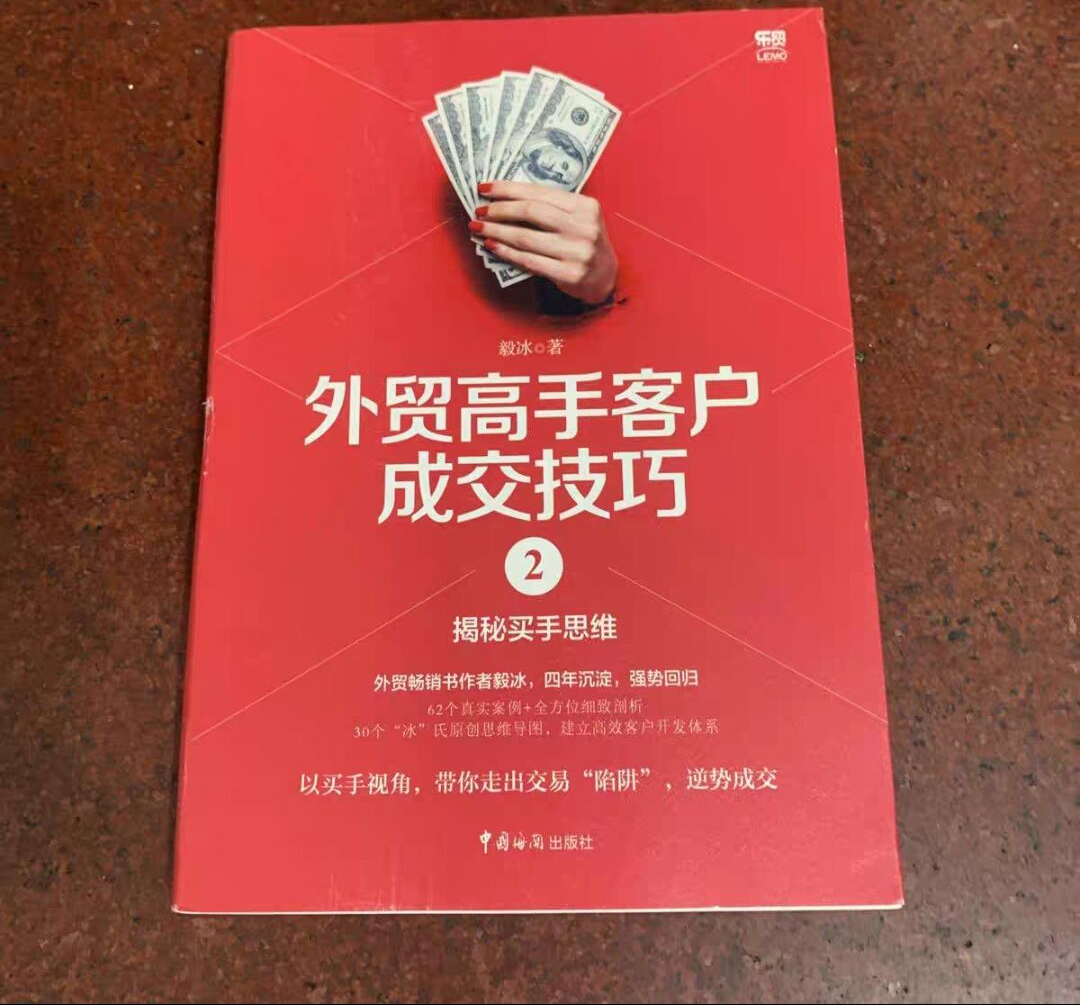 乐贸
LEMO
毅冰 著
外贸高手客户
成交技巧
2
揭秘买手思维
外贸畅销书作者毅冰，四年沉淀，强势回归
62个真实案例+全方位细致剖析
30个“冰”氏原创思维导图，建立高效客户开发体系
以买手视角，带你走出交易“陷阱”，逆势成交
中国海关出版社